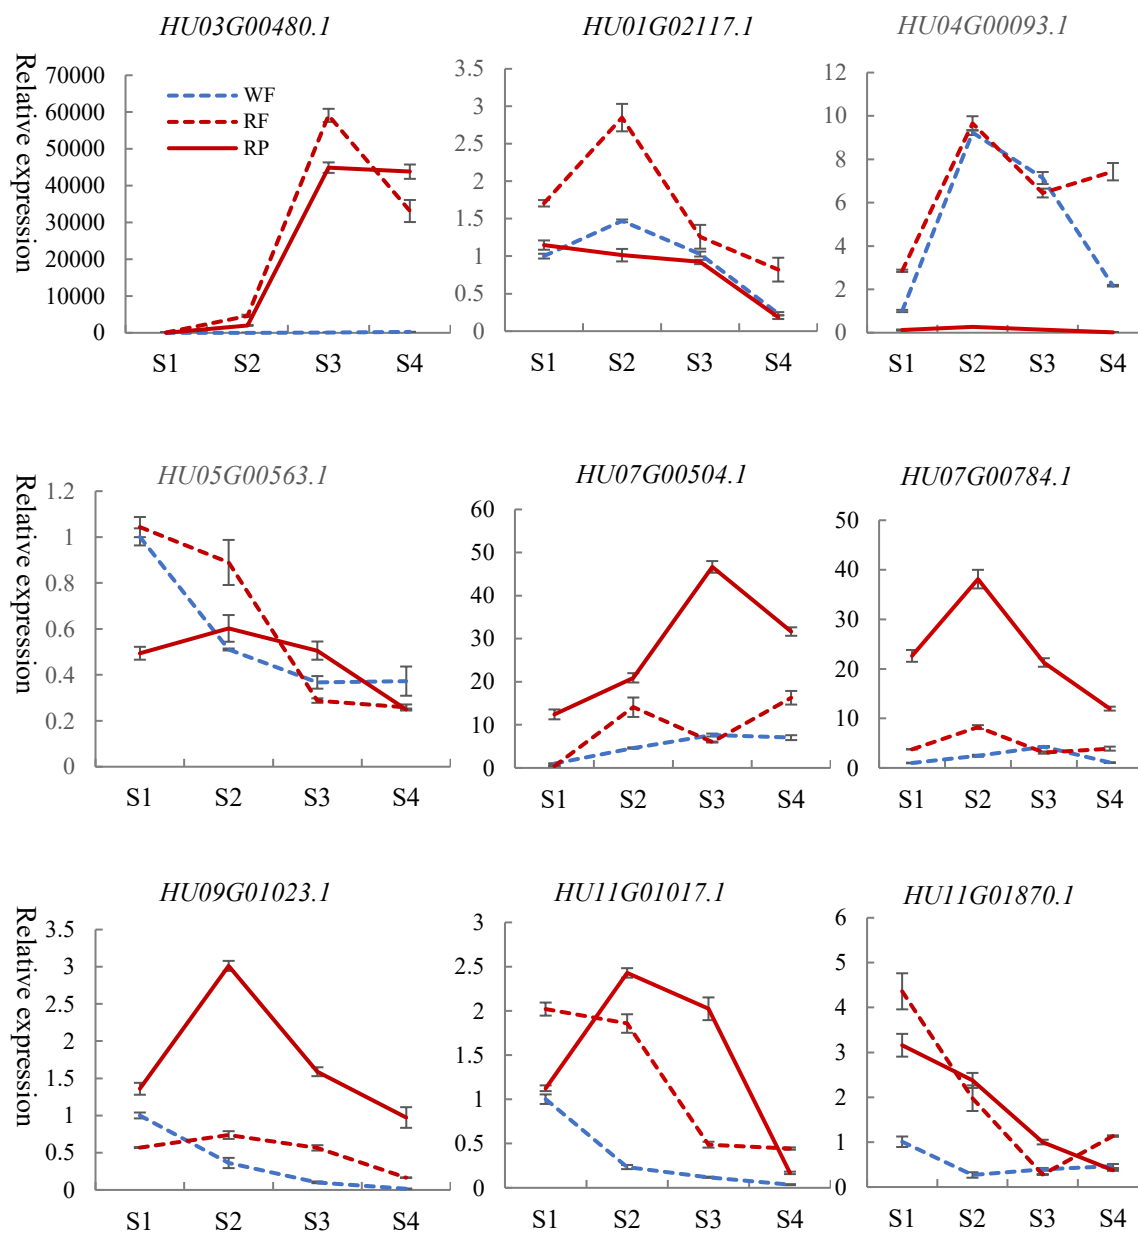 HU03G00480.1
HU01G02117.1
HU04G00093.1
Relative expression
70000
60000
50000
40000
30000
20000
10000
0
WF
RF
RP
S1 S2 S3 S4
3.5
3
2.5
2
1.5
1
0.5
0
S1 S2 S3 S4
12
10
8
6
4
2
0
S1 S2 S3 S4
HU05G00563.1
HU07G00504.1
HU07G00784.1
Relative expression
1.2
1
0.8
0.6
0.4
0.2
0
S1 S2 S3 S4
60
50
40
30
20
10
0
S1 S2 S3 S4
50
40
30
20
10
0
S1 S2 S3 S4
HU09G01023.1
HU11G01017.1
HU11G01870.1
Relative expression
3.5
3
2.5
2
1.5
1
0.5
0
S1 S2 S3 S4
3
2.5
2
1.5
1
0.5
0
S1 S2 S3 S4
6
5
4
3
2
1
0
S1 S2 S3 S4